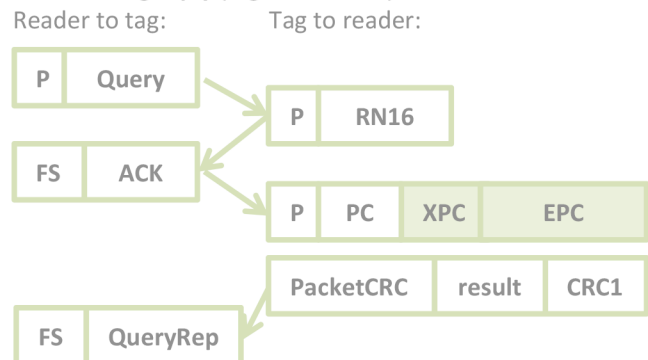 Reader to tag: Tag to reader:
P Query
P RN16
FS ACK
P PC XPC EPC
PacketCRC result CRC1
FS QueryRep